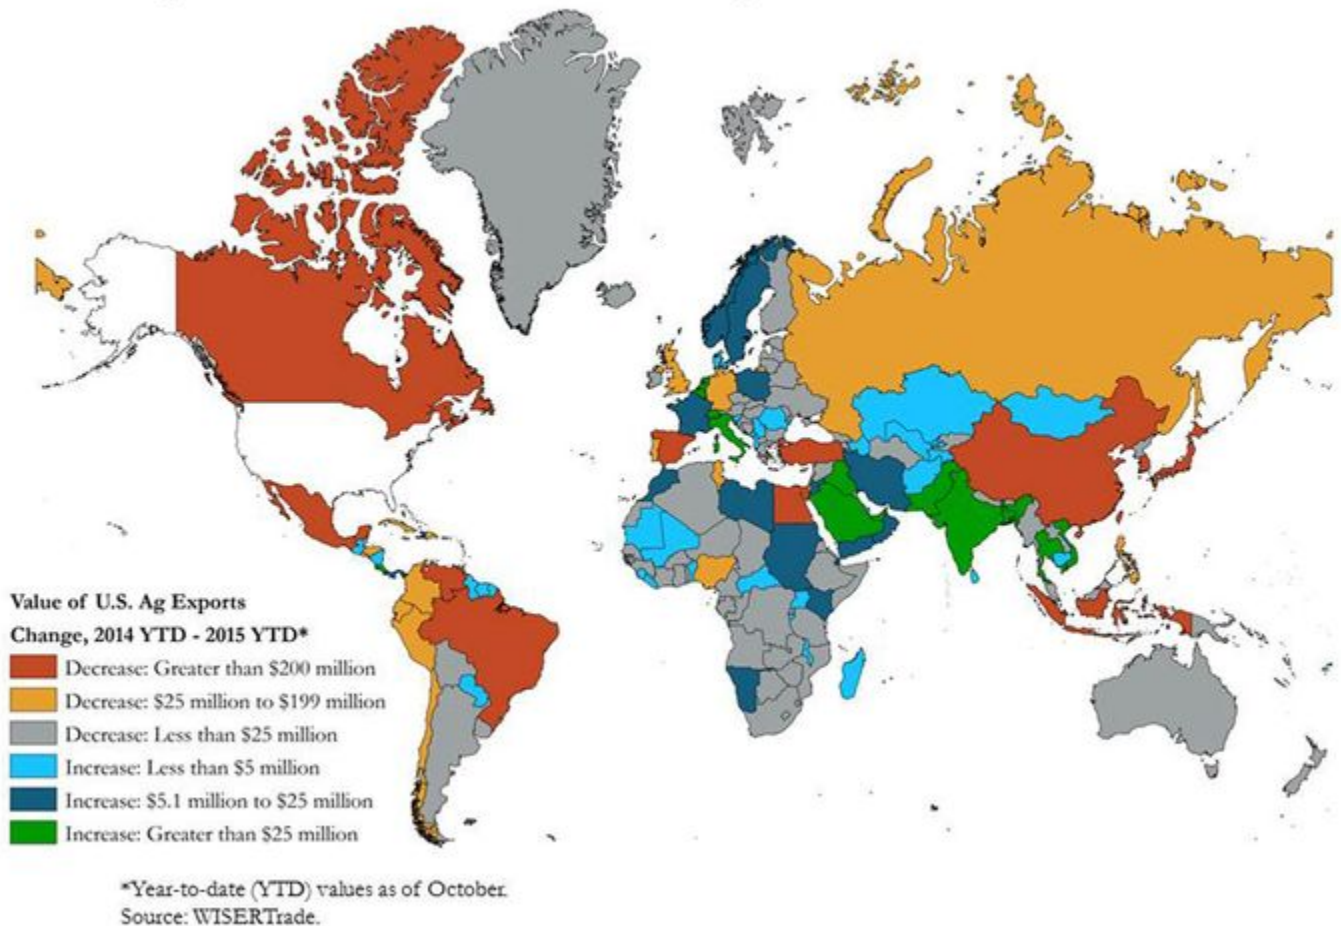 Value of U.S. Ag Exports
Change, 2014 YTD - 2015 YTD*
Decrease: Greater than $200 million
Decrease: $25 million to $199 million
Decrease: Less than $25 million
Increase: Less than $5 million
Increase: $5.1 million to $25 million
Increase: Greater than $25 million
*Year-to-date (YTD) values as of October.
Source: WISERTrade.